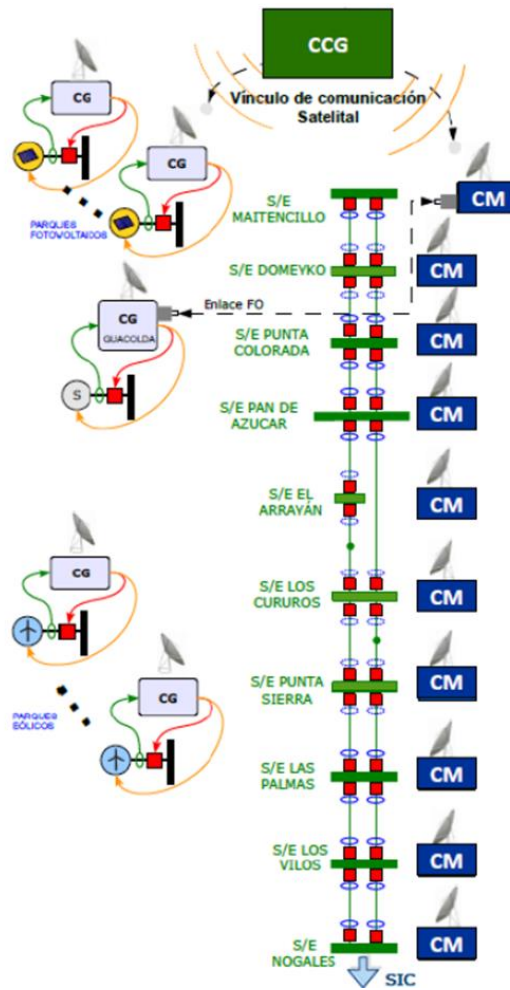 CCG
Vínculo de comunicación
Satelital
CG
CG
PARQUES
FOTOVOLTAICOS
S/E
MAITENCILLO
CM
S/E DOMEYKO
CM
Enlace FO
CG
GUACOLDA
S
S/E PUNTA
COLORADA
CM
S/E PAN DE
AZUCAR
CM
S/E EL
ARRAYÁN
CM
CG
S/E LOS
CURUROS
CM
CG
PARQUES
EÓLICOS
S/E PUNTA
SIERRA
CM
S/E LAS
PALMAS
CM
S/E LOS
VILOS
CM
S/E
NOGALES
CM
SIC